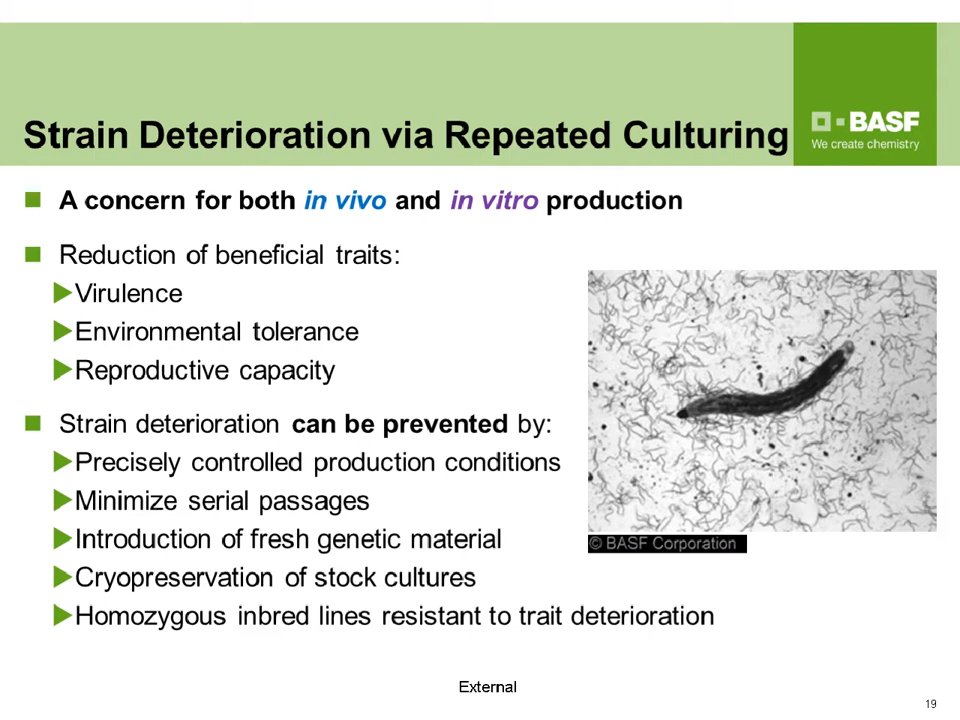 Strain Deterioration via Repeated Culturing
BASF
We create chemistry
A concern for both in vivo and in vitro production
Reduction of beneficial traits:
Virulence
Environmental tolerance
Reproductive capacity
Strain deterioration can be prevented by:
Precisely controlled production conditions
Minimize serial passages
Introduction of fresh genetic material
Cryopreservation of stock cultures
Homozygous inbred lines resistant to trait deterioration
© BASF Corporation
External
19